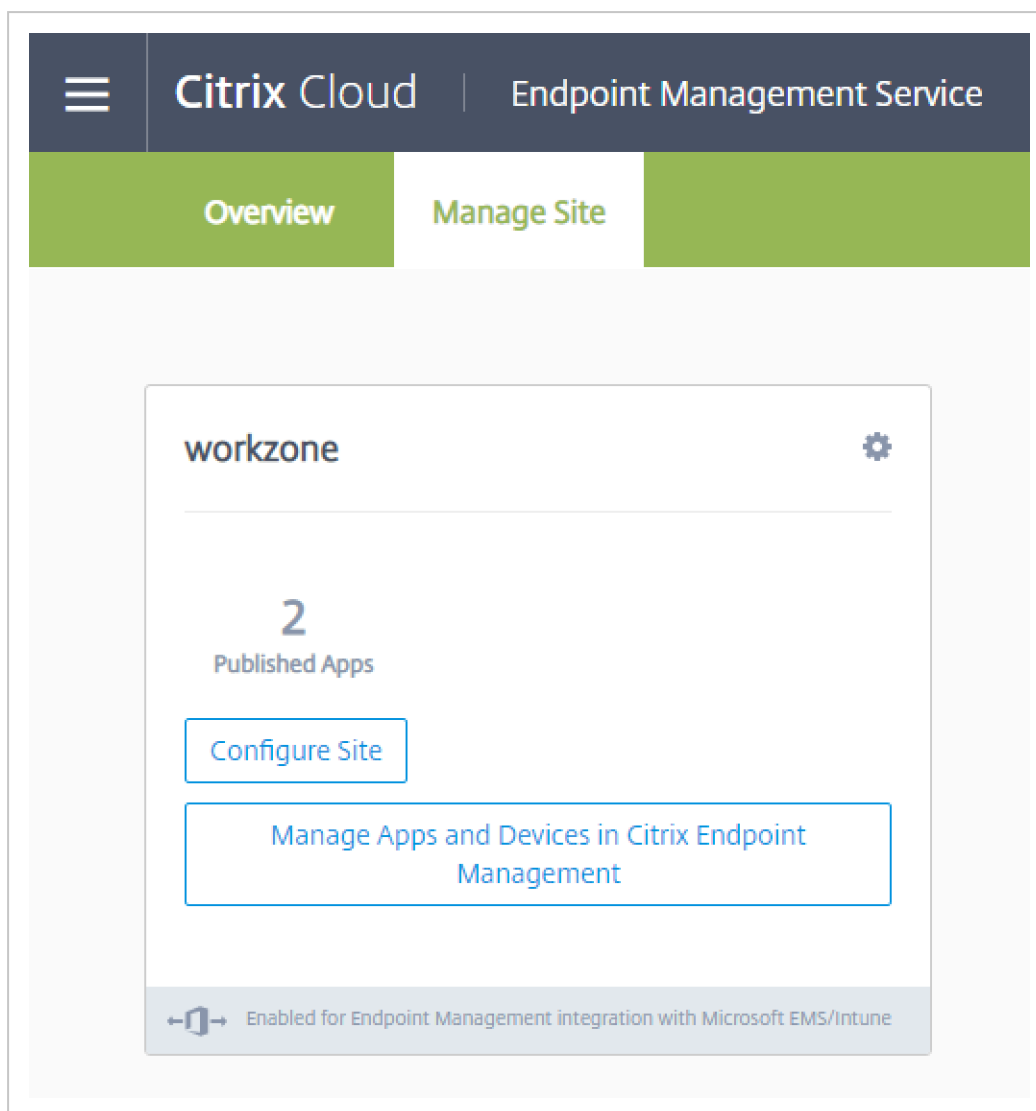 Citrix Cloud | Endpoint Management Service
Overview Manage Site
workzone
2
Published Apps
Configure Site
Manage Apps and Devices in Citrix Endpoint
Management
Enabled for Endpoint Management integration with Microsoft EMS/Intune